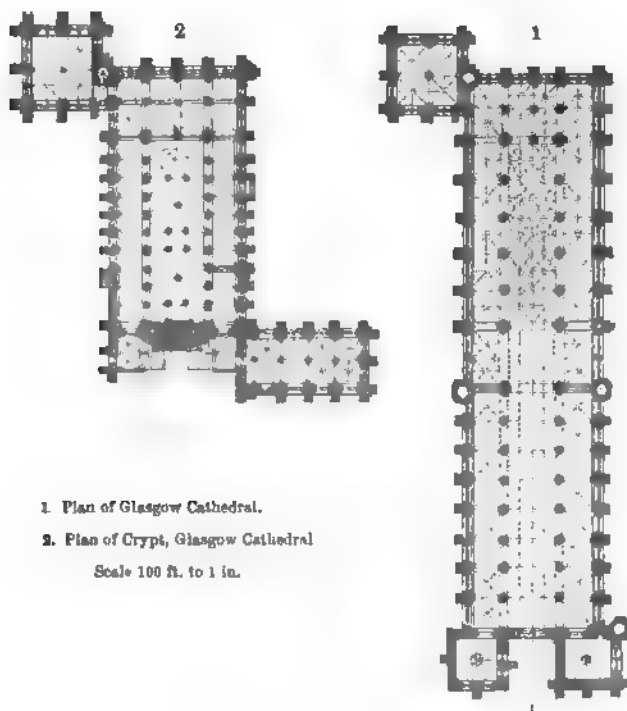 2
1
1 Plan of Glasgow Cathedral.
2. Plan of Crypt, Glasgow Cathedral
Scale 100 ft. to 1 in.